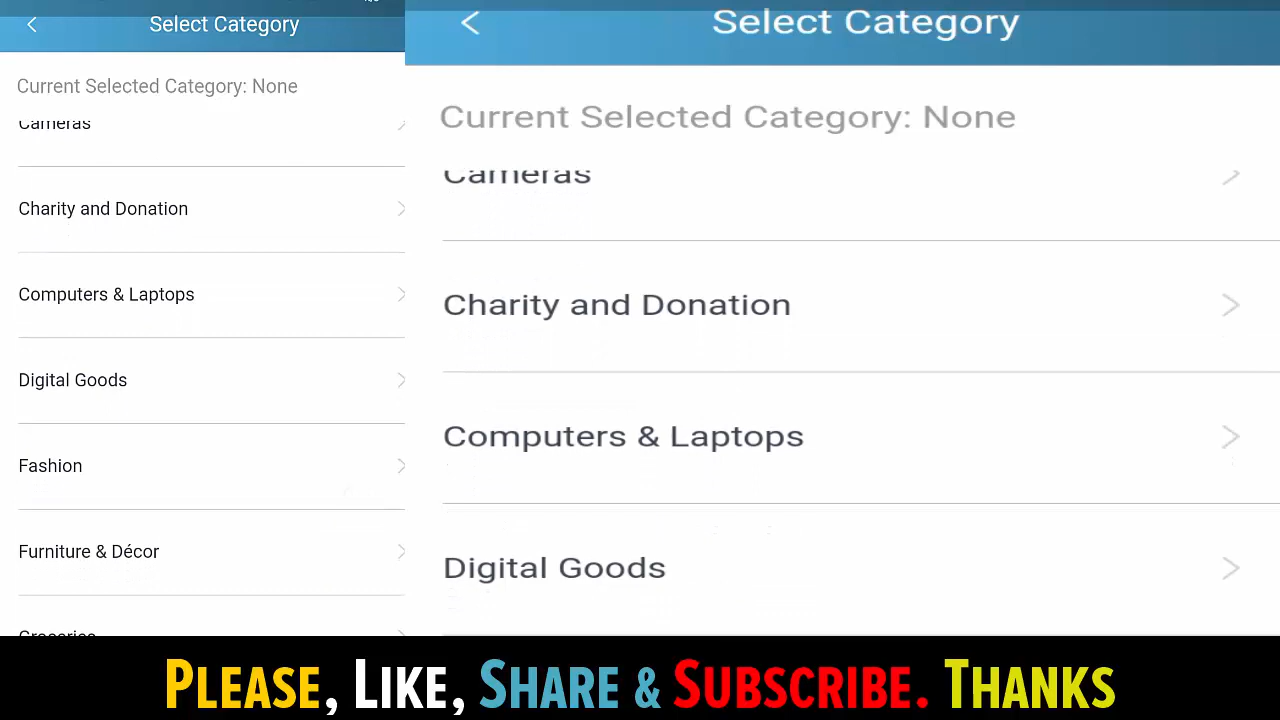 Select Category
Current Selected Category: None
Cameras
Charity and Donation
Computers & Laptops
Digital Goods
Fashion
Furniture & Décor
Groceries
Select Category
Current Selected Category: None
Cameras
Charity and Donation
Computers & Laptops
Digital Goods
PLEASE, LIKE, SHARE & SUBSCRIBE. THANKS